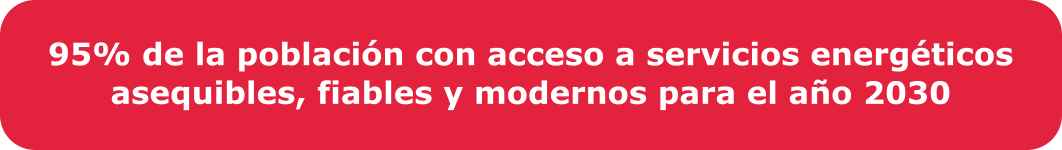 95% de la población con acceso a servicios energéticos
asequibles, fiables y modernos para el año 2030